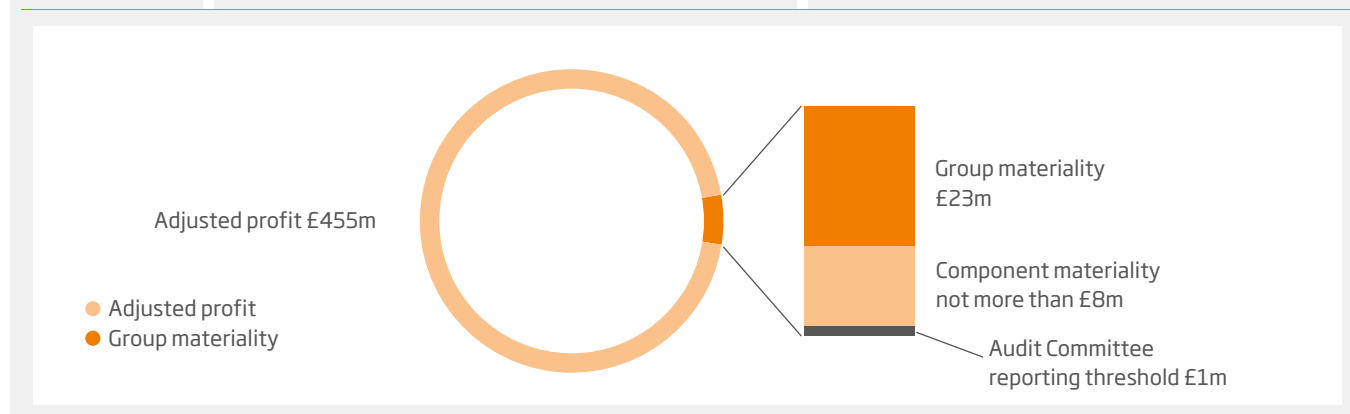 Adjusted profit £455m
Adjusted profit
Group materiality
Group materiality
£23m
Component materiality
not more than £8m
Audit Committee
reporting threshold £1m